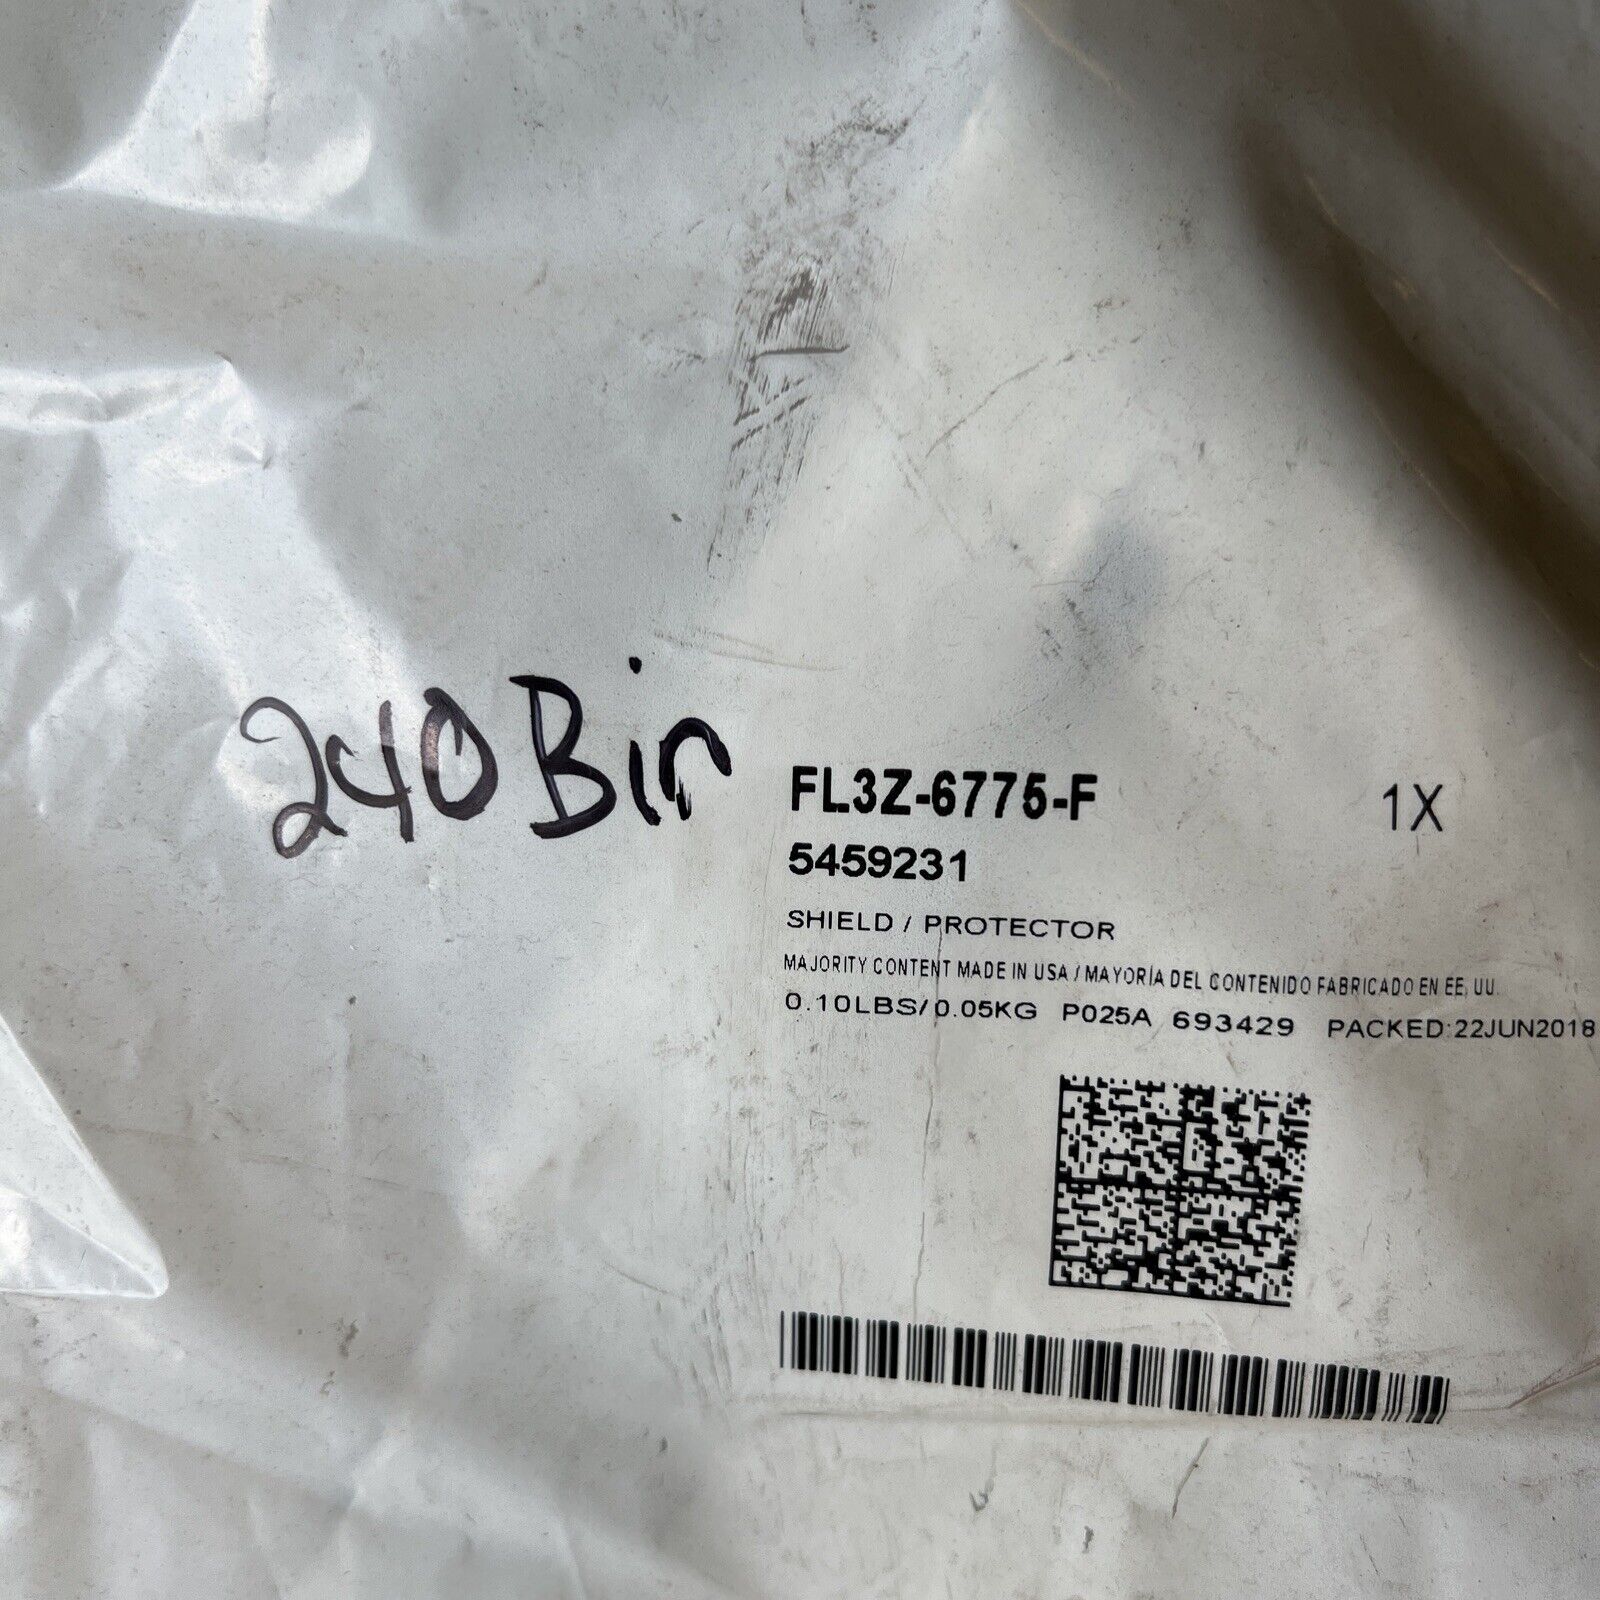 240 Bin
FL3Z-6775-F 1X
5459231
SHIELD / PROTECTOR
MAJORITY CONTENT MADE IN USA / MAYORÍA DEL CONTENIDO FABRICADO EN EE, UU.
0.10LBS/0.05KG P025A 693429 PACKED:22JUN2018